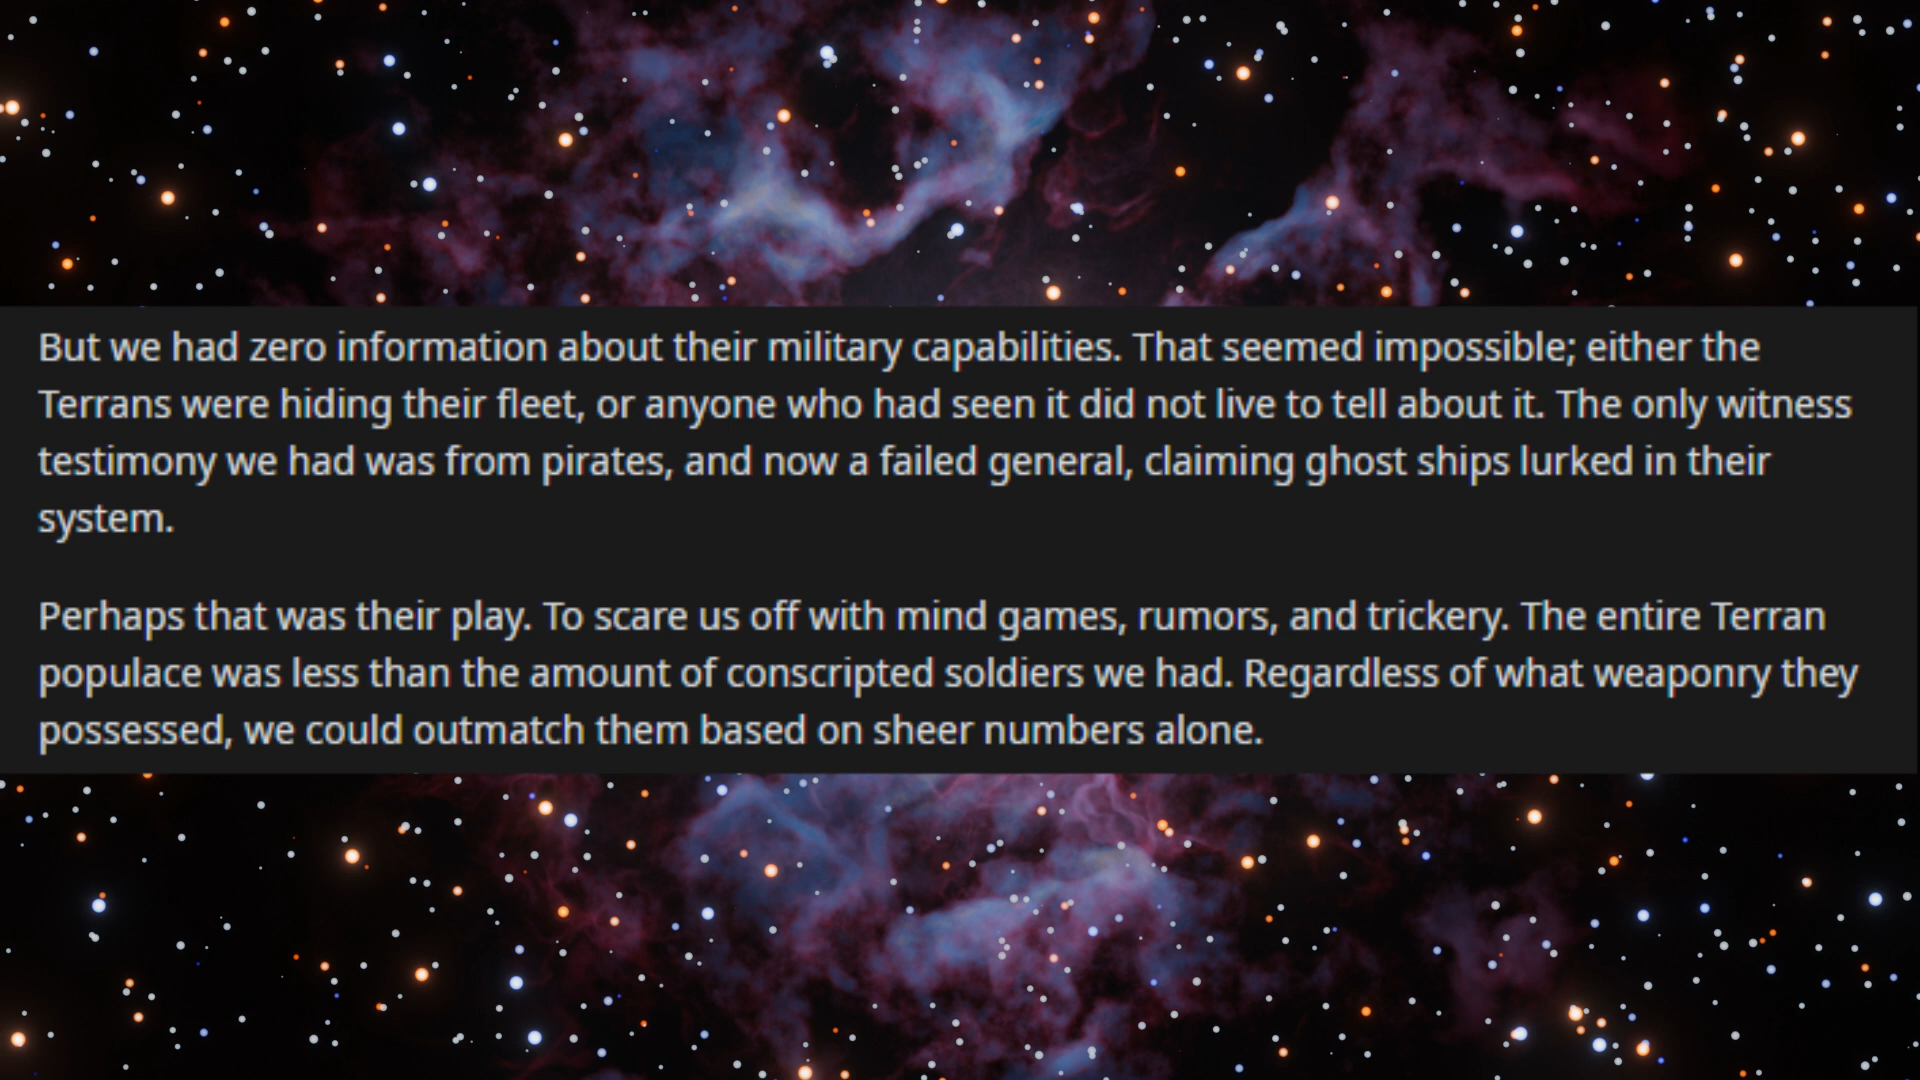 But we had zero information about their military capabilities. That seemed impossible; either the
Terrans were hiding their fleet, or anyone who had seen it did not live to tell about it. The only witness
testimony we had was from pirates, and now a failed general, claiming ghost ships lurked in their
system.
Perhaps that was their play. To scare us off with mind games, rumors, and trickery. The entire Terran
populace was less than the amount of conscripted soldiers we had. Regardless of what weaponry they
possessed, we could outmatch them based on sheer numbers alone.